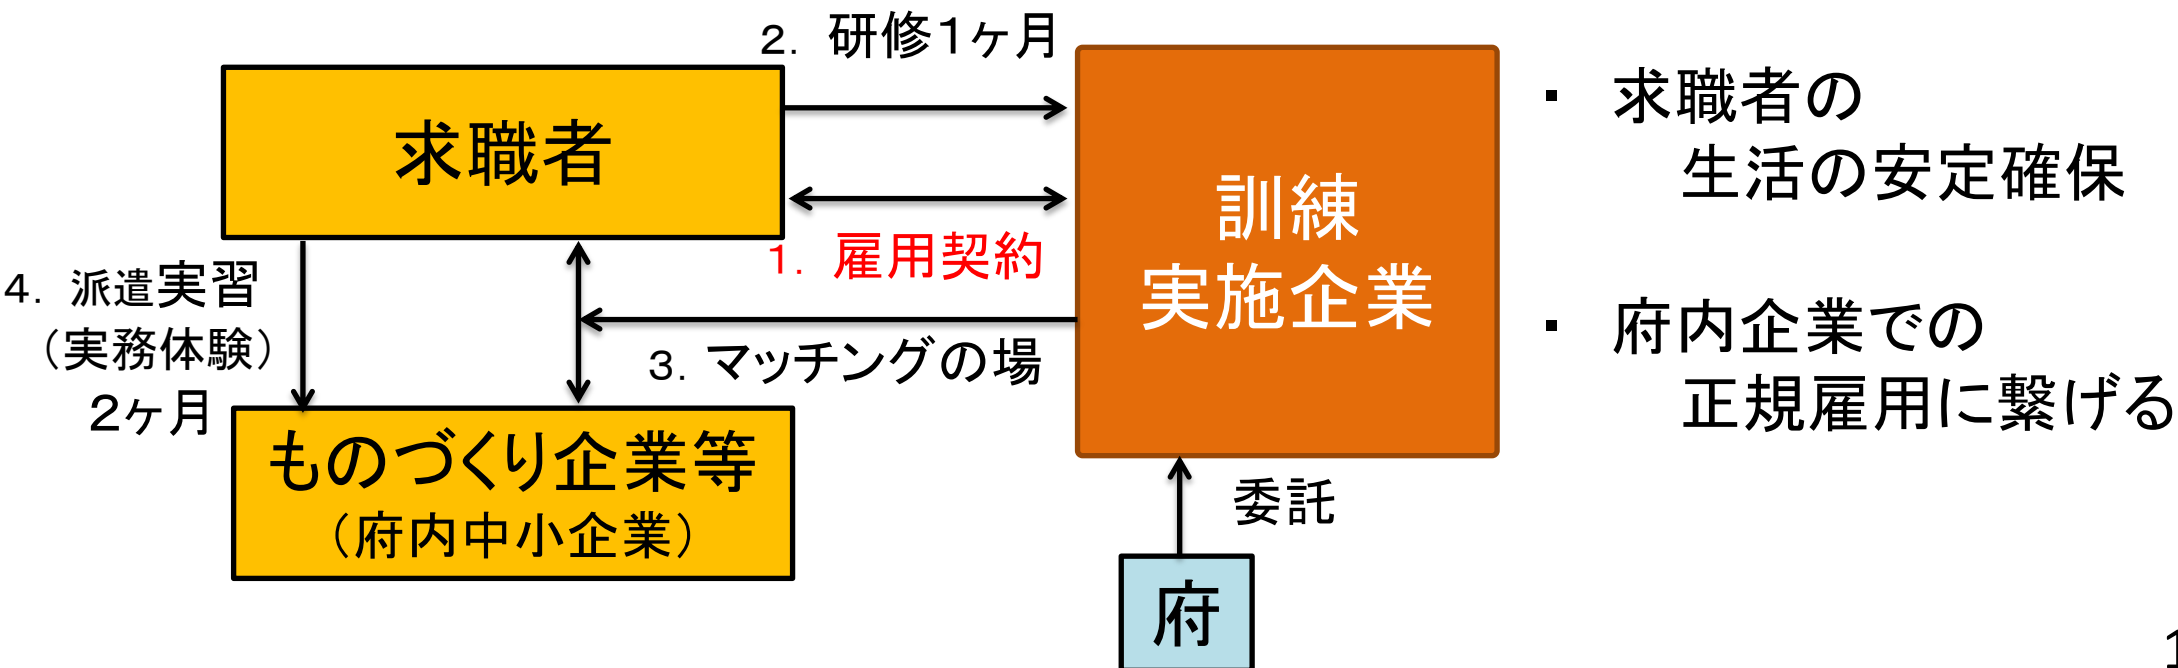 2．研修1ヶ月
求職者
訓練
実施企業
1．雇用契約
4．派遣実習
（実務体験）
2ヶ月
3．マッチングの場
ものづくり企業等
（府内中小企業）
委託
府
・ 求職者の
生活の安定確保
・ 府内企業での
正規雇用に繋げる